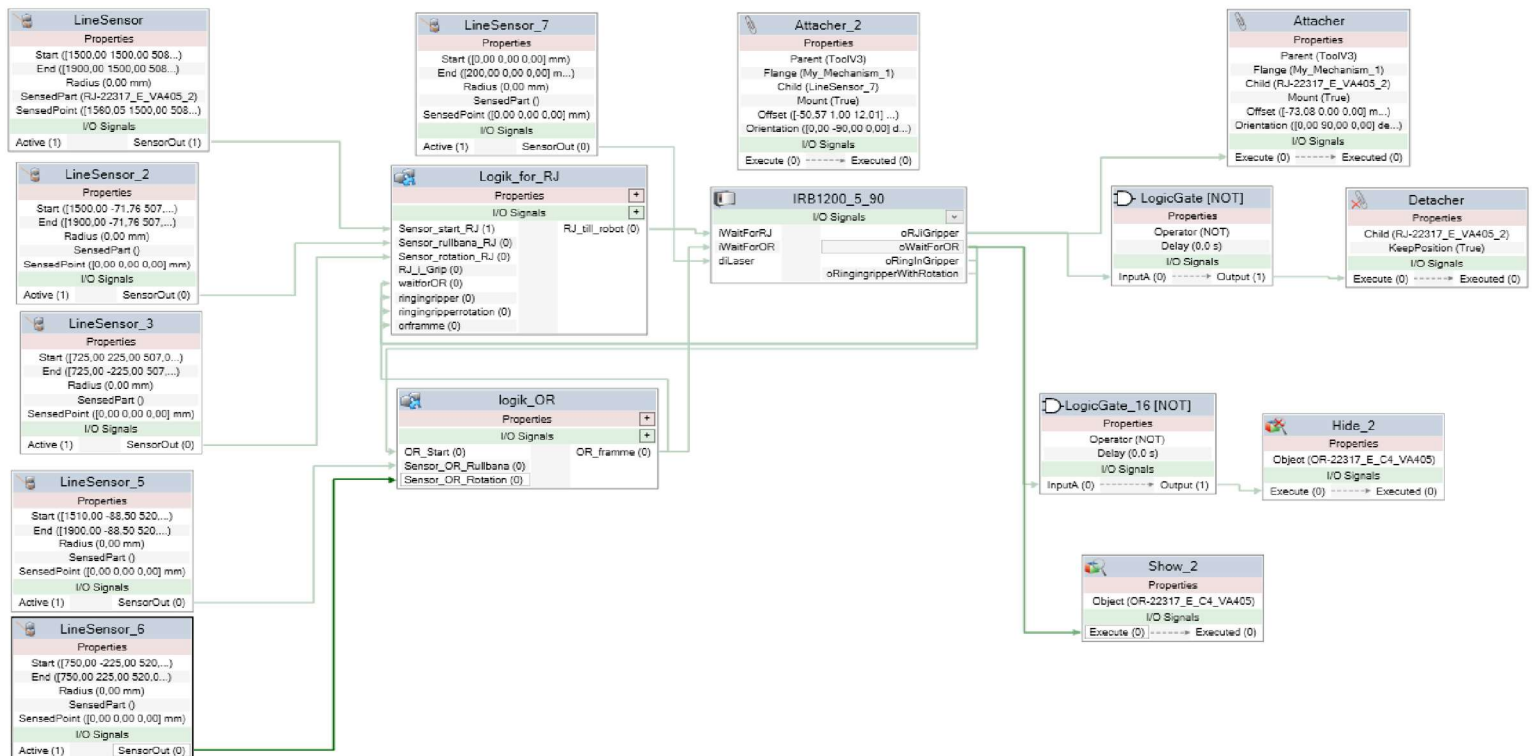 LineSensor
Properties
Start ([1500,00 1500,00 508...)
End ([1900,00 1500,00 508...)
Radius (0,00 mm)
SensedPart (RJ-22317_E_VA405_2)
SensedPoint ([1560,05 1500,00 508...)
I/O Signals
Active (1) SensorOut (1)
LineSensor_2
Properties
Start ([1500.00 -71,76 507,...)
End ([1900,00 -71,76 507,...)
Radius (0,00 mm)
SensedPart ()
SensedPoint ([0,00 0,00 0,00] mm)
I/O Signals
Active (1) SensorOut (0)
LineSensor_3
Properties
Start ([725,00 225,00 507,0...)
End ([725,00 -225,00 507,...)
Radius (0,00 mm)
SensedPart ()
SensedPoint ([0,00 0,00 0,00] mm)
I/O Signals
Active (1) SensorOut (0)
LineSensor_5
Properties
Start ([1510,00 -88,50 520,...)
End ([1900,00 -88,50 520,...)
Radius (0,00 mm)
SensedPart ()
SensedPoint ([0,00 0,00 0,00] mm)
I/O Signals
Active (1) SensorOut (0)
LineSensor_6
Properties
Start ([750,00 -225,00 520,...)
End ([750,00 225,00 520,0...)
Radius (0,00 mm)
SensedPart ()
SensedPoint ([0,00 0,00 0,00] mm)
I/O Signals
Active (1) SensorOut (0)
LineSensor_7
Properties
Start ([0,00 0,00 0,00] mm)
End ([200,00 0,00 0,00] m...)
Radius (0,00 mm)
SensedPart ()
SensedPoint ([0.00 0,00 0,00] mm)
I/O Signals
Active (1) SensorOut (0)
Logik_for_RJ
Properties
I/O Signals
Sensor_start_RJ (1) RJ_till_robot (0)
Sensor_rullbana_RJ (0)
Sensor_rotation_RJ (0)
RJ_i_Grip (0)
waitforOR (0)
ringingripper (0)
ringingripperrotation (0)
orframme (0)
logik_OR
Properties
I/O Signals
OR_Start (0) OR_framme (0)
Sensor_OR_Rullbana (0)
Sensor_OR_Rotation (0)
Attacher_2
Properties
Parent (ToolV3)
Flange (My_Mechanism_1)
Child (LineSensor_7)
Mount (True)
Offset ([-50,57 1,00 12,01] ...)
Orientation ([0,00 -90,00 0,00] d...)
I/O Signals
Execute (0) Executed (0)
IRB1200_5_90
I/O Signals
iWaitForRJ oRJiGripper
iWaitForOR oWaitForOR
diLaser oRingInGripper
oRingingripperWithRotation
Attacher
Properties
Parent (ToolV3)
Flange (My_Mechanism_1)
Child (RJ-22317_E_VA405_2)
Mount (True)
Offset ([-73,08 0,00 0,00] m...)
Orientation ([0,00 90,00 0,00] de...)
I/O Signals
Execute (0) Executed (0)
LogicGate [NOT]
Properties
Operator (NOT)
Delay (0.0 s)
I/O Signals
InputA (0) Output (1)
Detacher
Properties
Child (RJ-22317_E_VA405_2)
KeepPosition (True)
I/O Signals
Execute (0) Executed (0)
LogicGate_16 [NOT]
Properties
Operator (NOT)
Delay (0.0 s)
I/O Signals
InputA (0) Output (1)
Hide_2
Properties
Object (OR-22317_E_C4_VA405)
I/O Signals
Execute (0) Executed (0)
Show_2
Properties
Object (OR-22317_E_C4_VA405)
I/O Signals
Execute (0) Executed (0)